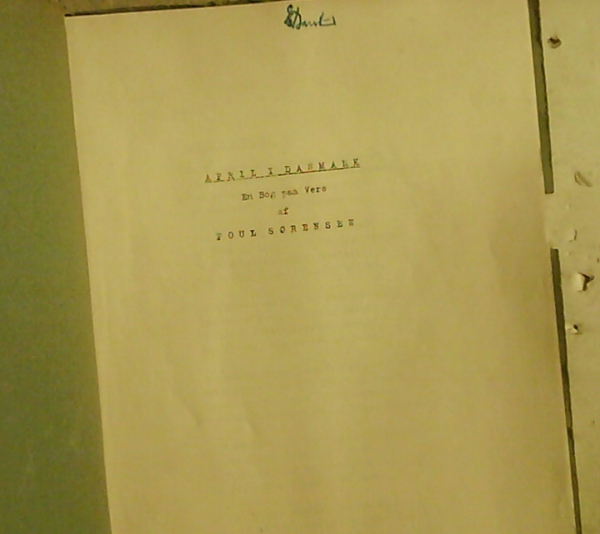 APRIL I DANMARK
En Bog paa Vers
af
POUL SØRENSEN